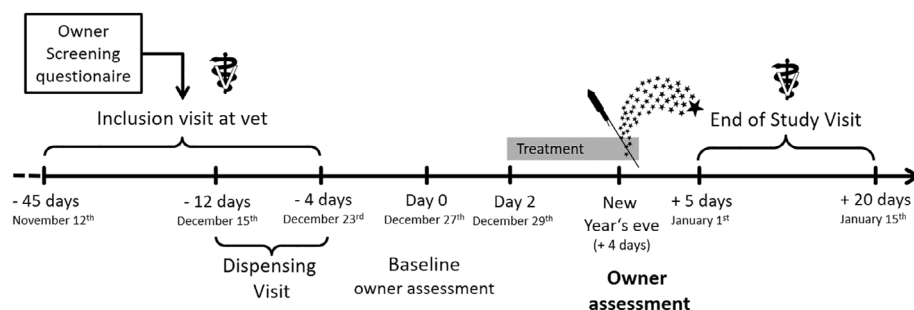 Owner
Screening
questionaire
Inclusion visit at vet
End of Study Visit
Treatment
- 45 days
November 12th
- 12 days
December 15th
- 4 days
December 23rd
Day 0
December 27th
Day 2
December 29th
New
Year's eve
(+ 4 days)
+ 5 days
January 1st
+ 20 days
January 15th
Dispensing
Visit
Baseline
owner assessment
Owner
assessment